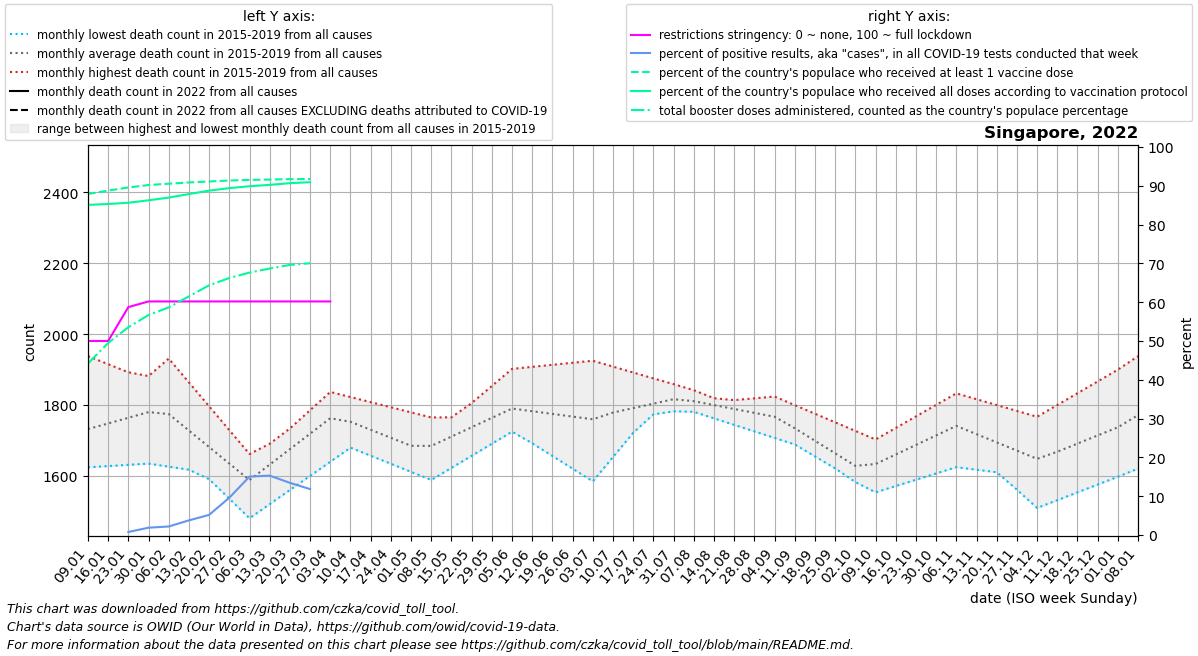 left Y axis:
monthly lowest death count in 2015-2019 from all causes
monthly average death count in 2015-2019 from all causes
monthly highest death count in 2015-2019 from all causes
monthly death count in 2022 from all causes
monthly death count in 2022 from all causes EXCLUDING deaths attributed to COVID-19
range between highest and lowest monthly death count from all causes in 2015-2019
right Y axis:
restrictions stringency: 0 ~ none, 100 ~ full lockdown
percent of positive results, aka "cases", in all COVID-19 tests conducted that week
percent of the country's populace who received at least 1 vaccine dose
percent of the country's populace who received all doses according to vaccination protocol
total booster doses administered, counted as the country's populace percentage
Singapore, 2022
2400
2200
2000
1800
1600
count
100
90
80
70
60
50
40
30
20
10
0
percent
09.01 16.01 23.01 30.01 06.02 13.02 20.02 27.02 06.03 13.03 20.03 27.03 03.04 10.04 17.04 24.04 01.05 08.05 15.05 22.05 29.05 05.06 12.06 19.06 26.06 03.07 10.07 17.07 24.07 31.07 07.08 14.08 21.08 28.08 04.09 11.09 18.09 25.09 02.10 09.10 16.10 23.10 30.10 06.11 13.11 20.11 27.11 04.12 11.12 18.12 25.12 01.01 08.01
date (ISO week Sunday)
This chart was downloaded from https://github.com/czka/covid_toll_tool.
Chart's data source is OWID (Our World in Data), https://github.com/owid/covid-19-data.
For more information about the data presented on this chart please see https://github.com/czka/covid_toll_tool/blob/main/README.md.